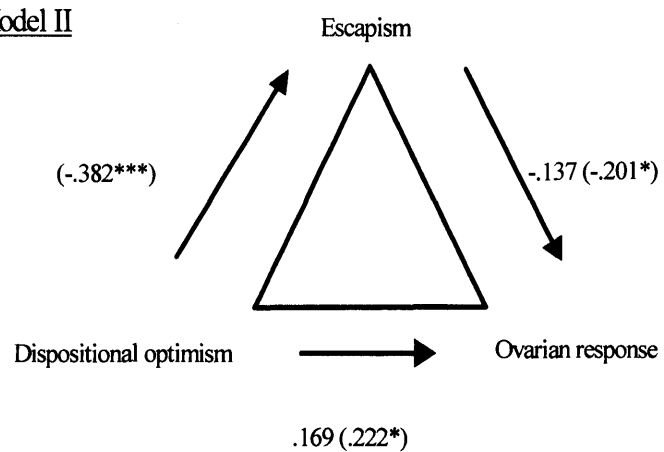 odel II
Escapism
(-.382***)
-.137 (-.201*)
Dispositional optimism
Ovarian response
.169 (.222*)